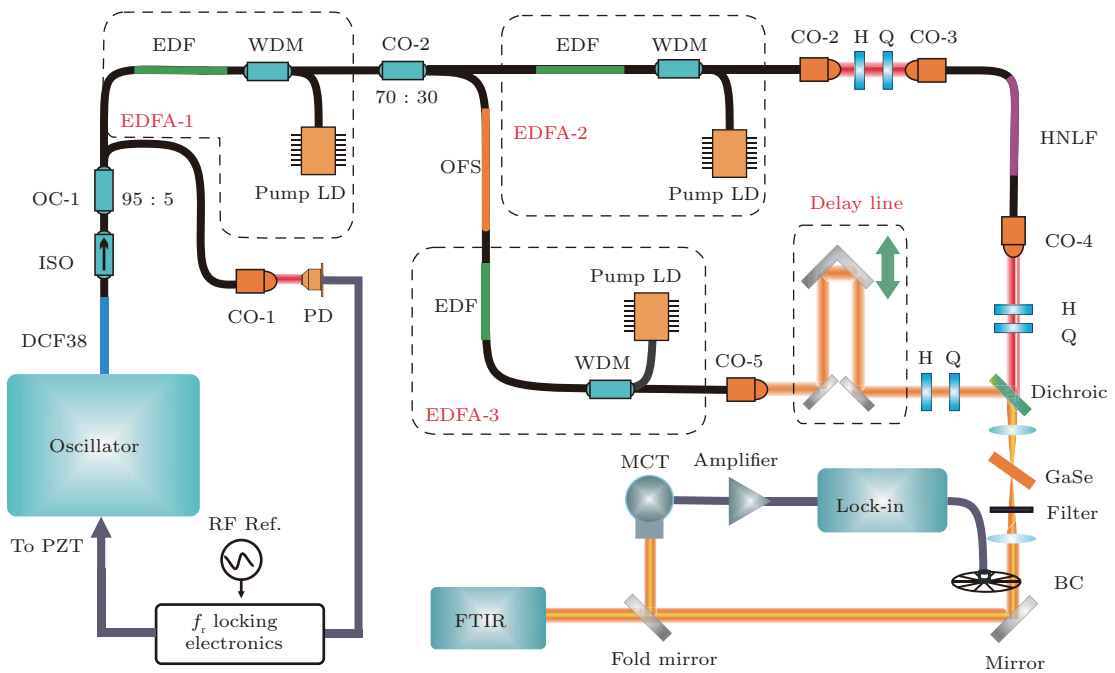 EDF
WDM
CO-2
EDF
WDM
CO-2
H
Q
CO-3
70 : 30
EDFA-1
EDFA-2
HNLF
OFS
Pump LD
Pump LD
OC-1
95 : 5
Delay line
CO-4
ISO
Pump LD
EDF
CO-1
PD
H
Q
DCF38
WDM
CO-5
H
Q
Dichroic
EDFA-3
Oscillator
MCT
Amplifier
GaSe
Lock-in
Filter
RF Ref.
To PZT
BC
fr locking
electronics
FTIR
Fold mirror
Mirror